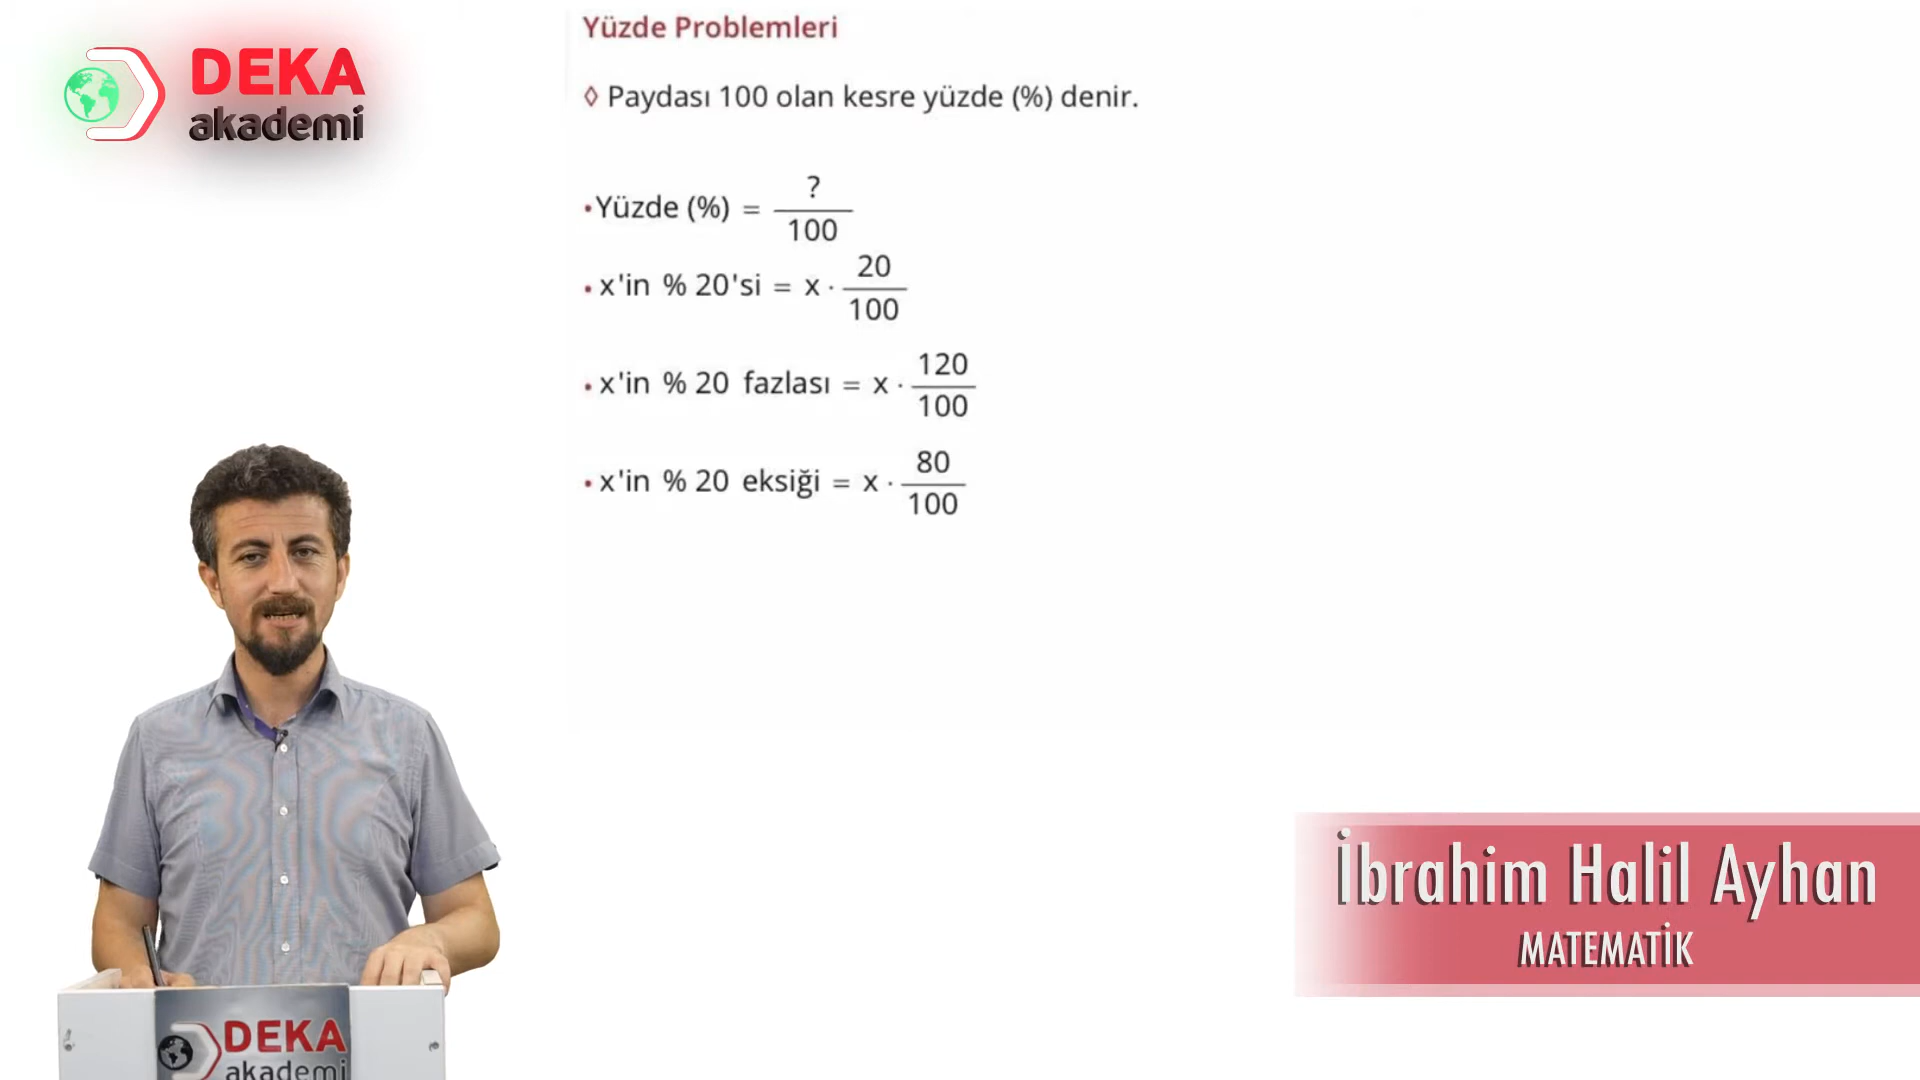 DEKA
akademi
Yüzde Problemleri
◊ Paydası 100 olan kesre yüzde (%) denir.
• Yüzde (%) = ?/100
• x'in % 20'si = x · 20/100
• x'in % 20 fazlası = x · 120/100
• x'in % 20 eksiği = x · 80/100
İbrahim Halil Ayhan
MATEMATİK
DEKA
akademi